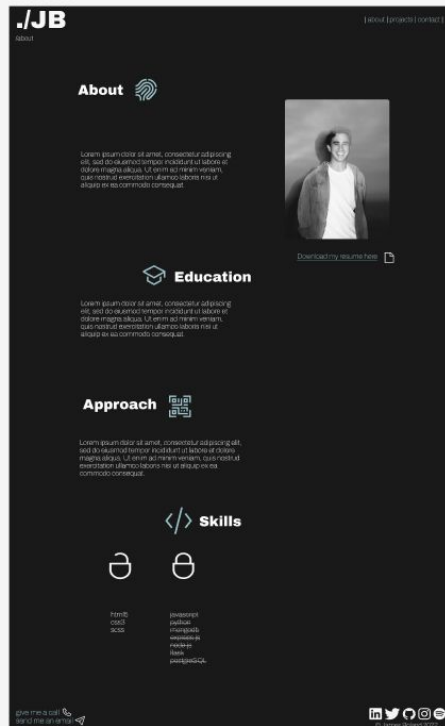 ./JB
/about
| about | projects | contact |
About
Lorem ipsum dolor sit amet, consectetur adipiscing
elit, sed do eiusmod tempor incididunt ut labore et
dolore magna aliqua. Ut enim ad minim veniam,
quis nostrud exercitation ullamco laboris nisi ut
aliquip ex ea commodo consequat.
Download my resume here
Education
Lorem ipsum dolor sit amet, consectetur adipiscing
elit, sed do eiusmod tempor incididunt ut labore et
dolore magna aliqua. Ut enim ad minim veniam,
quis nostrud exercitation ullamco laboris nisi ut
aliquip ex ea commodo consequat.
Approach
Lorem ipsum dolor sit amet, consectetur adipiscing elit,
sed do eiusmod tempor incididunt ut labore et dolore
magna aliqua. Ut enim ad minim veniam, quis nostrud
exercitation ullamco laboris nisi ut aliquip ex ea
commodo consequat.
</> Skills
html5
css3
scss
javascript
python
mongodb
express.js
node.js
flask
postgreSQL
give me a call
send me an email
in